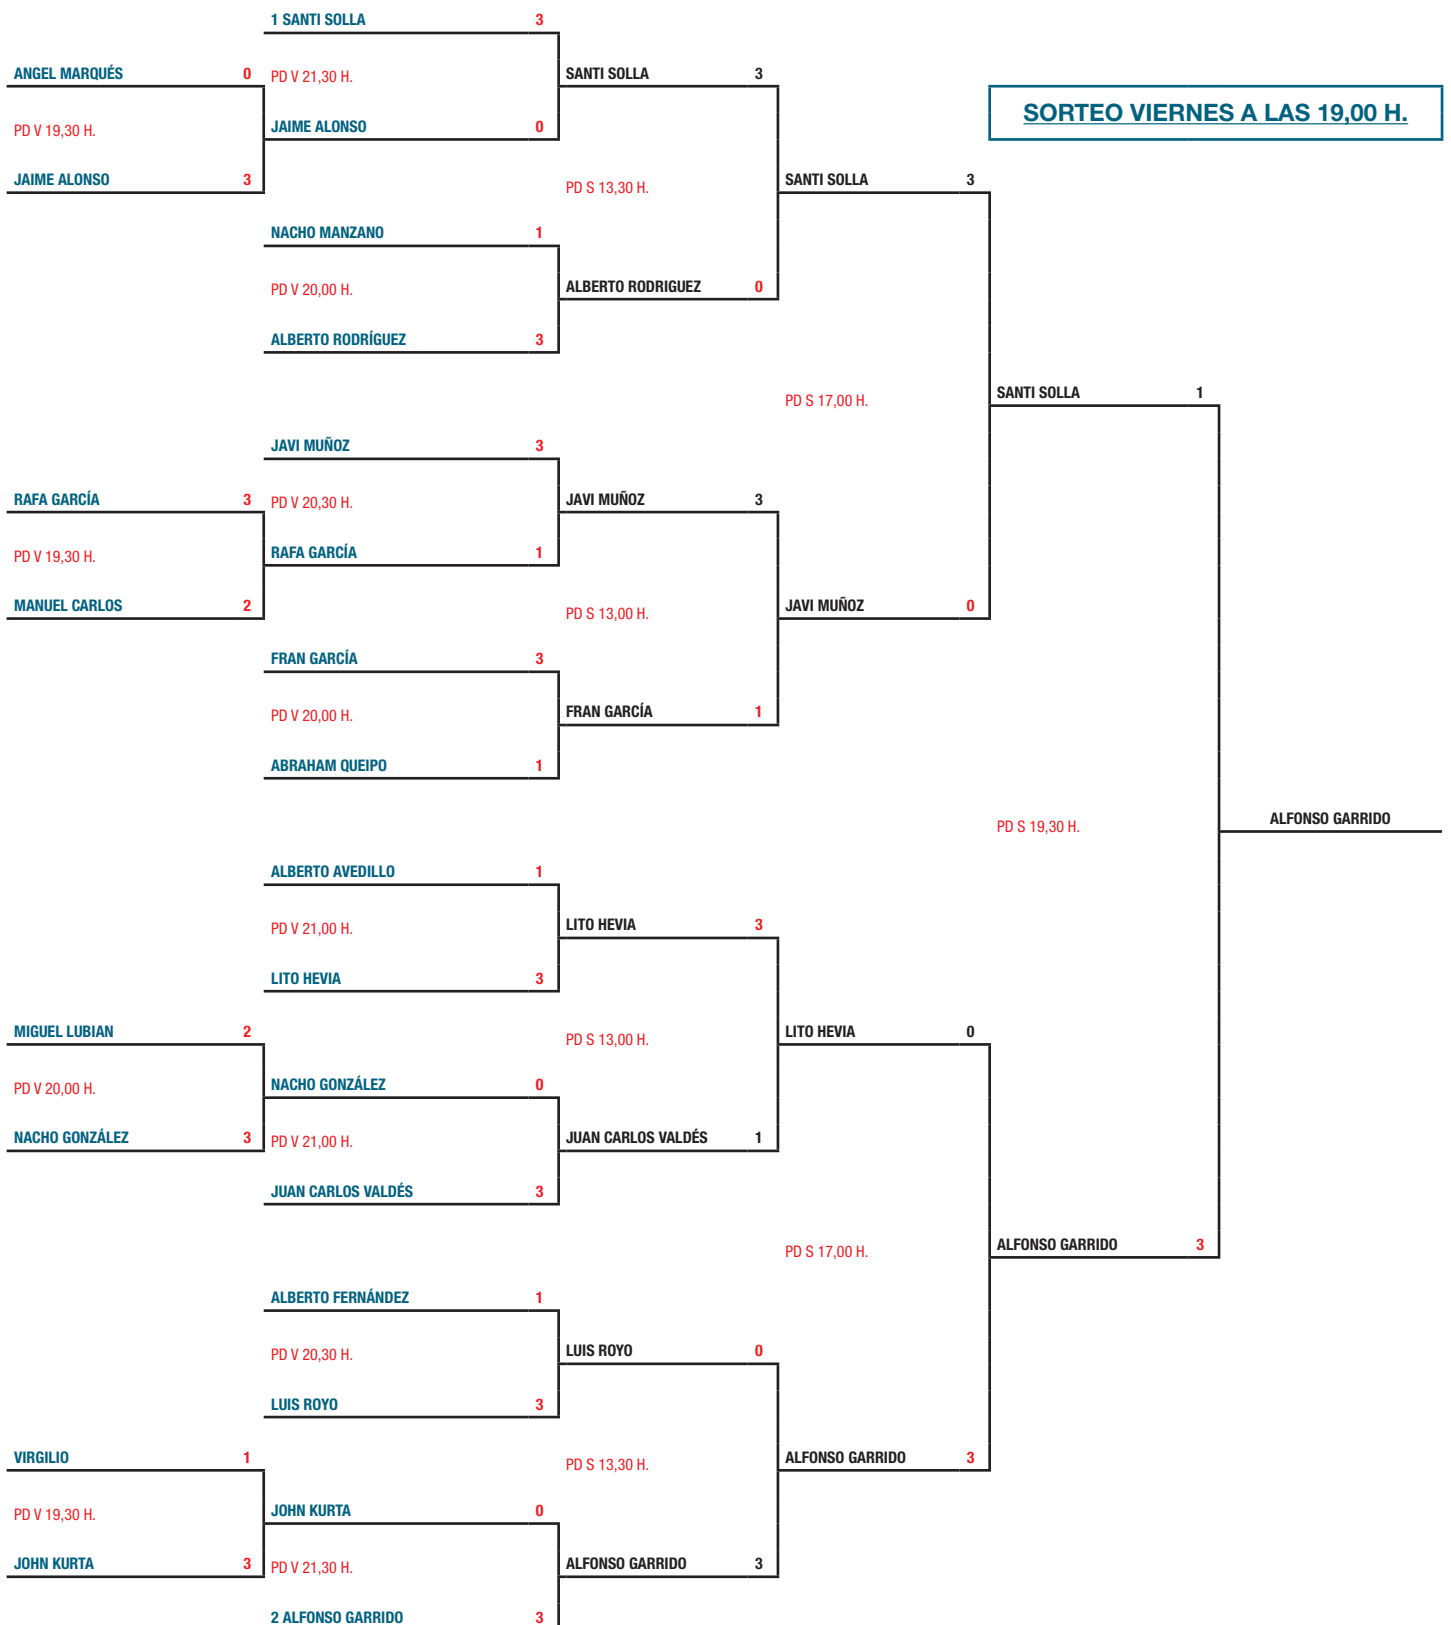 1 SANTI SOLLA 3
ANGEL MARQUÉS 0 PD V 21,30 H. SANTI SOLLA 3
SORTEO VIERNES A LAS 19,00 H.
PD V 19,30 H. JAIME ALONSO 0
JAIME ALONSO 3 PD S 13,30 H. SANTI SOLLA 3
NACHO MANZANO 1
PD V 20,00 H. ALBERTO RODRIGUEZ 0
ALBERTO RODRÍGUEZ 3
PD S 17,00 H. SANTI SOLLA 1
JAVI MUÑOZ 3
RAFA GARCÍA 3 PD V 20,30 H. JAVI MUÑOZ 3
PD V 19,30 H. RAFA GARCÍA 1
MANUEL CARLOS 2 PD S 13,00 H. JAVI MUÑOZ 0
FRAN GARCÍA 3
PD V 20,00 H. FRAN GARCÍA 1
ABRAHAM QUEIPO 1
PD S 19,30 H. ALFONSO GARRIDO
ALBERTO AVEDILLO 1
PD V 21,00 H. LITO HEVIA 3
LITO HEVIA 3
MIGUEL LUBIAN 2 PD S 13,00 H. LITO HEVIA 0
PD V 20,00 H. NACHO GONZÁLEZ 0
NACHO GONZÁLEZ 3 PD V 21,00 H. JUAN CARLOS VALDÉS 1
JUAN CARLOS VALDÉS 3
PD S 17,00 H. ALFONSO GARRIDO 3
ALBERTO FERNÁNDEZ 1
PD V 20,30 H. LUIS ROYO 0
LUIS ROYO 3
VIRGILIO 1 PD S 13,30 H. ALFONSO GARRIDO 3
PD V 19,30 H. JOHN KURTA 0
JOHN KURTA 3 PD V 21,30 H. ALFONSO GARRIDO 3
2 ALFONSO GARRIDO 3